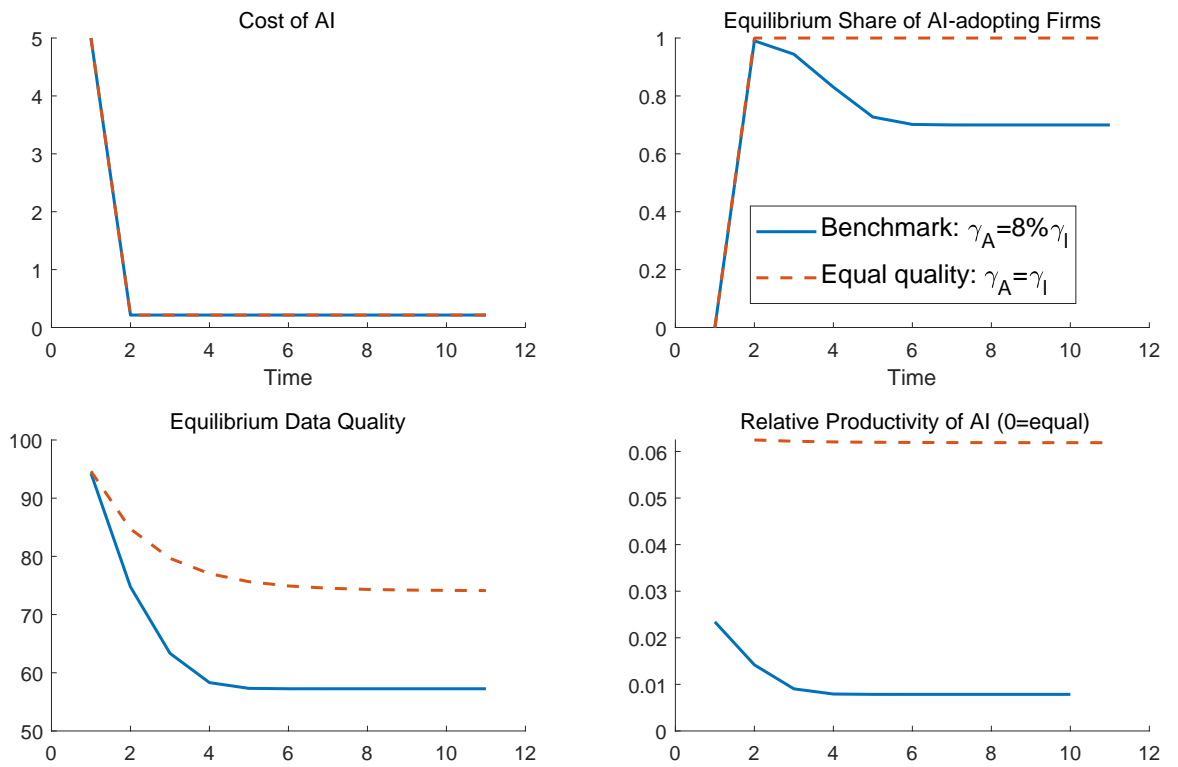 Cost of AI
5
4
3
2
1
0
0 2 4 6 8 10 12
Time
Equilibrium Share of AI-adopting Firms
1
0.8
0.6
0.4
0.2
0
Benchmark: γA=8%γI
Equal quality: γA=γI
0 2 4 6 8 10 12
Time
Equilibrium Data Quality
100
90
80
70
60
50
0 2 4 6 8 10 12
Relative Productivity of AI (0=equal)
0.06
0.05
0.04
0.03
0.02
0.01
0
0 2 4 6 8 10 12